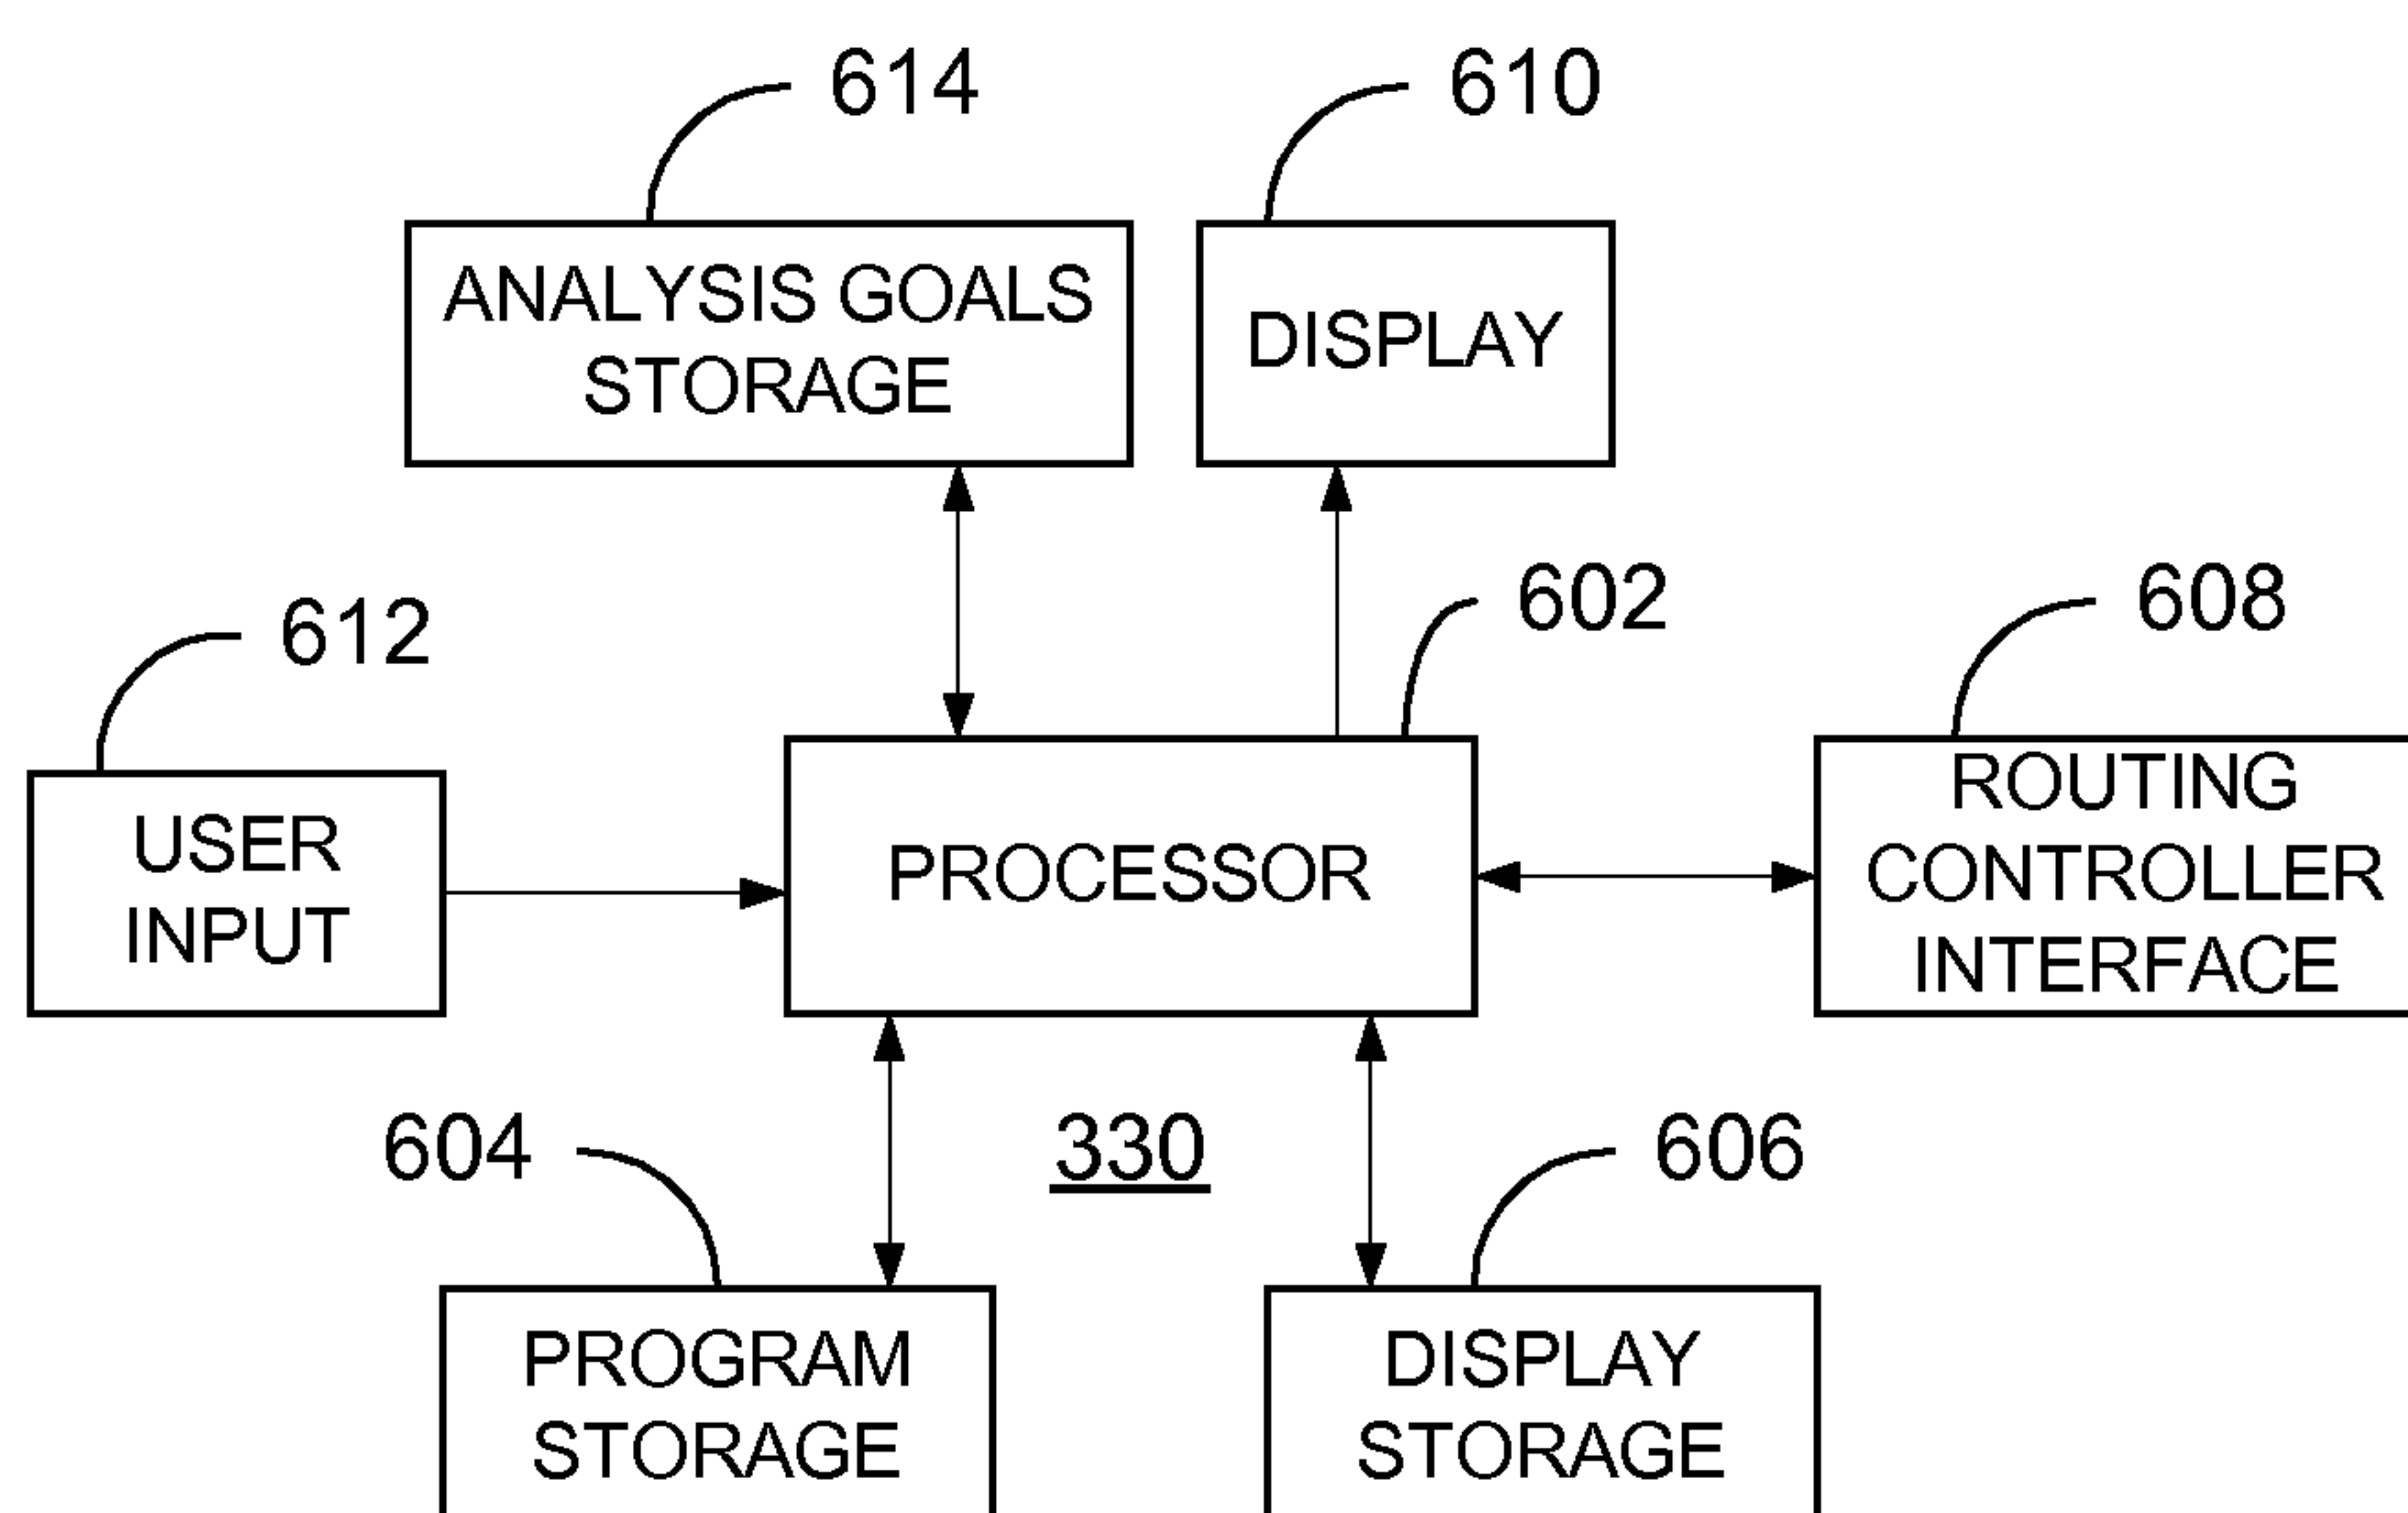 614
610
ANALYSIS GOALS
STORAGE
DISPLAY
612
602
608
USER
INPUT
PROCESSOR
ROUTING
CONTROLLER
INTERFACE
604
330
606
PROGRAM
STORAGE
DISPLAY
STORAGE